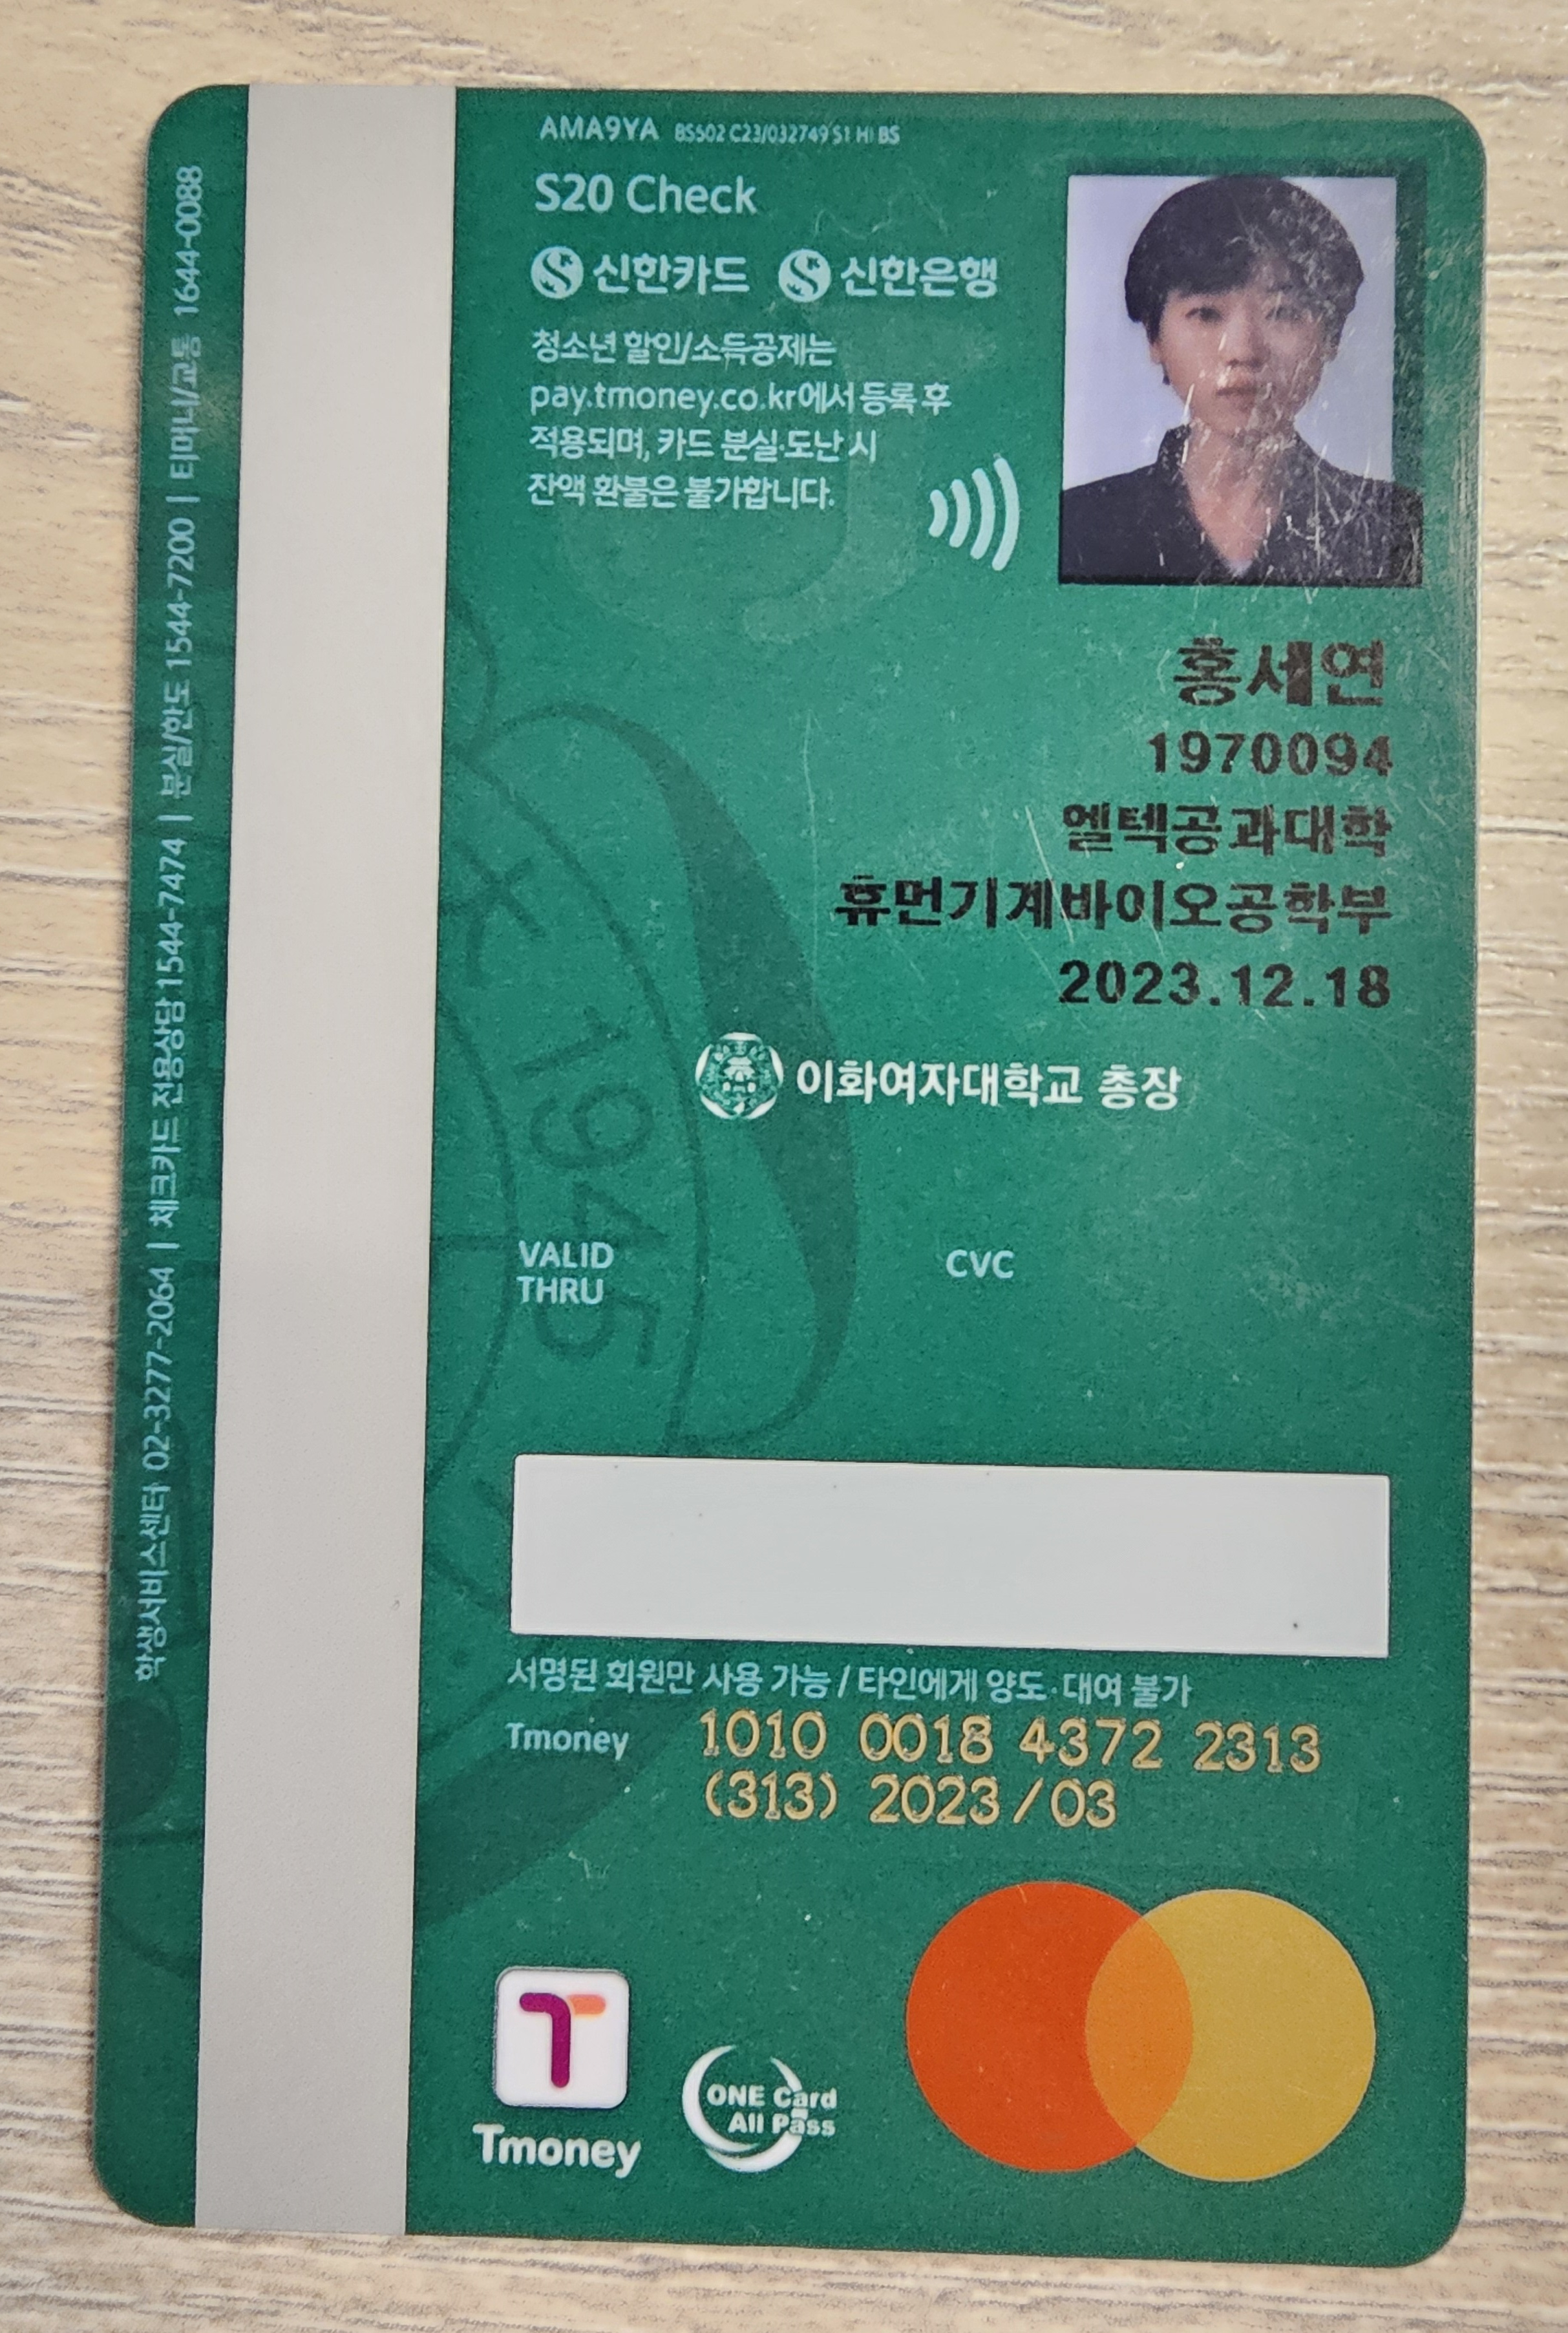 AMA9YA BS502 C23/032749 S1 HI BS
S20 Check
신한카드 신한은행
청소년 할인/소득공제는
pay.tmoney.co.kr에서 등록 후
적용되며, 카드 분실·도난 시
잔액 환불은 불가합니다.
홍세연
1970094
엘텍공과대학
휴먼기계바이오공학부
2023.12.18
이화여자대학교 총장
1945
VALID
THRU
CVC
서명된 회원만 사용 가능 / 타인에게 양도·대여 불가
Tmoney 1010 0018 4372 2313
(313) 2023/03
T
Tmoney
ONE Card
All Pass
학생서비스센터 02-3277-2064 | 체크카드 전용상담 1544-7474 | 분실/한도 1544-7200 | 티머니/교통 1644-0088